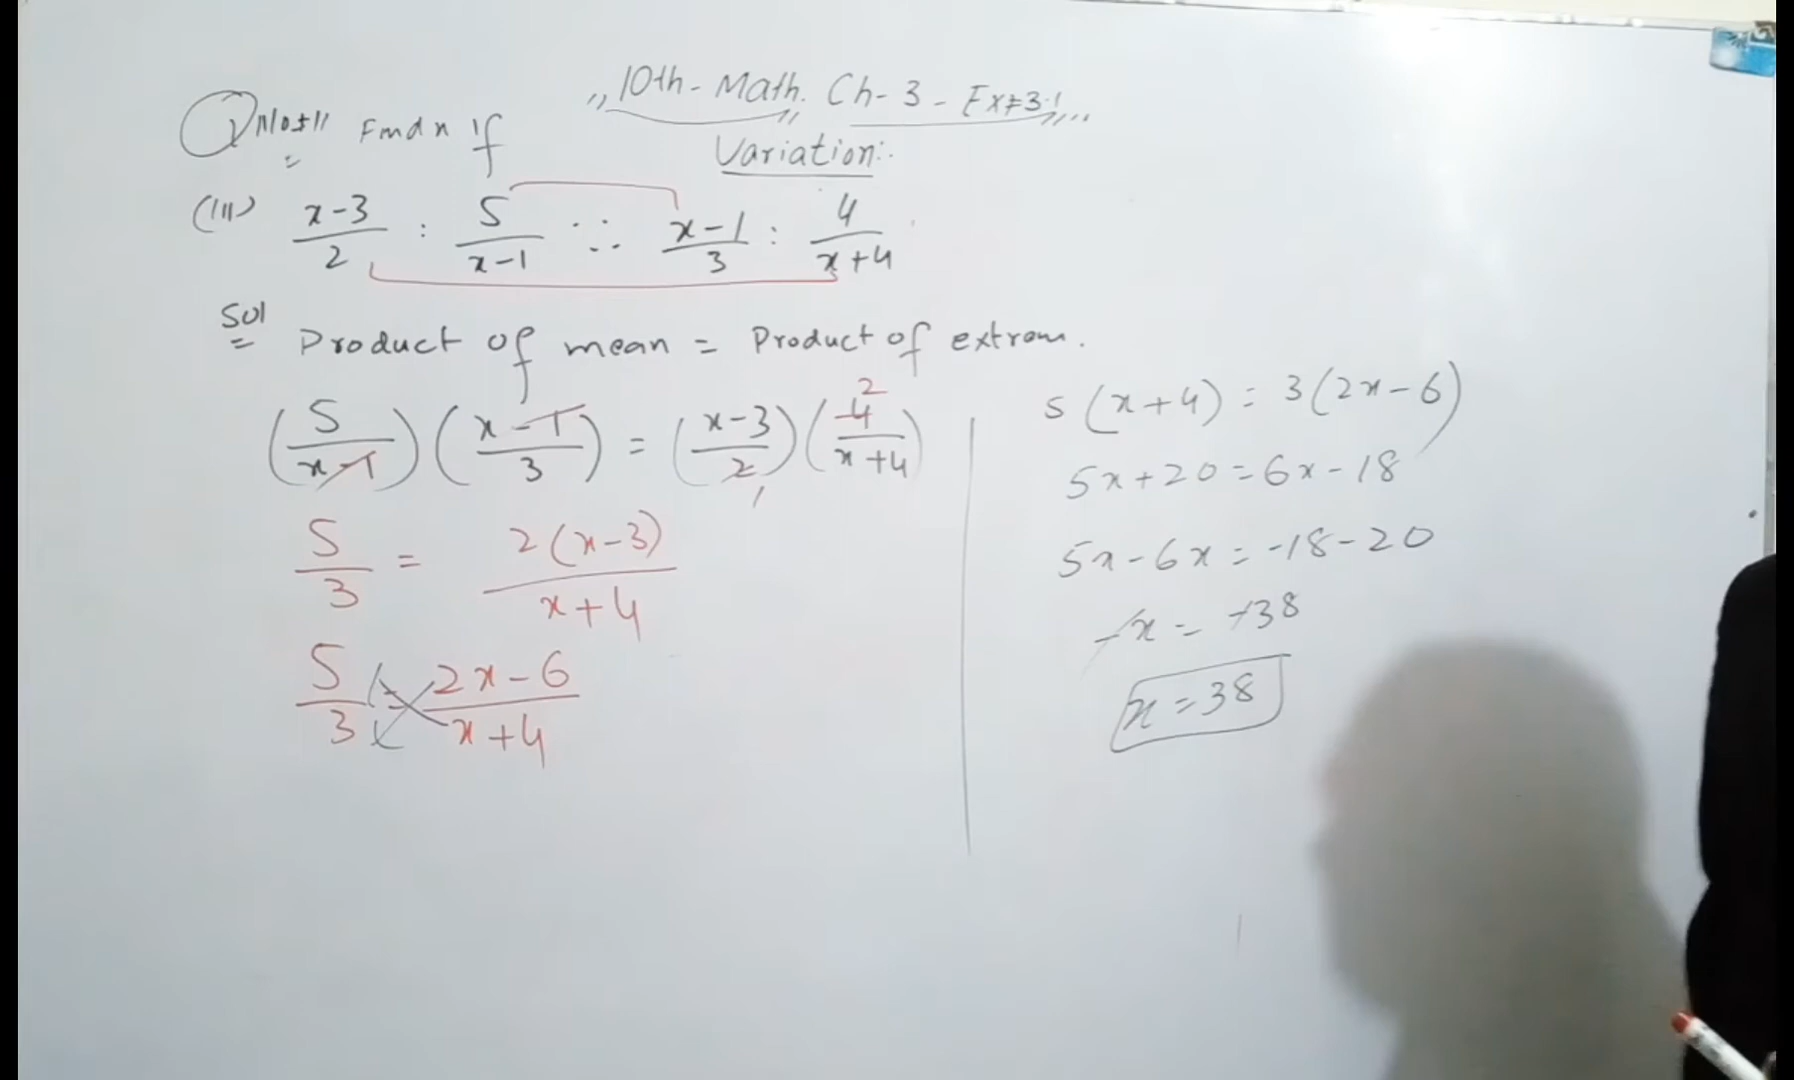 ,, 10th - Math. Ch - 3 - Ex # 3.1 ,,
Variation:.
Find x if
(III) x-3/2 : 5/x-1 :: x-1/3 : 4/x+4
Sol
Product of mean = Product of extrem.
(5/x-1)(x-1/3) = (x-3/2)(4/x+4) 2 1
5/3 = 2(x-3)/x+4
5/3 = 2x-6/x+4
5(x+4) = 3(2x-6)
5x+20 = 6x-18
5x-6x = -18-20
-x = -38
x = 38